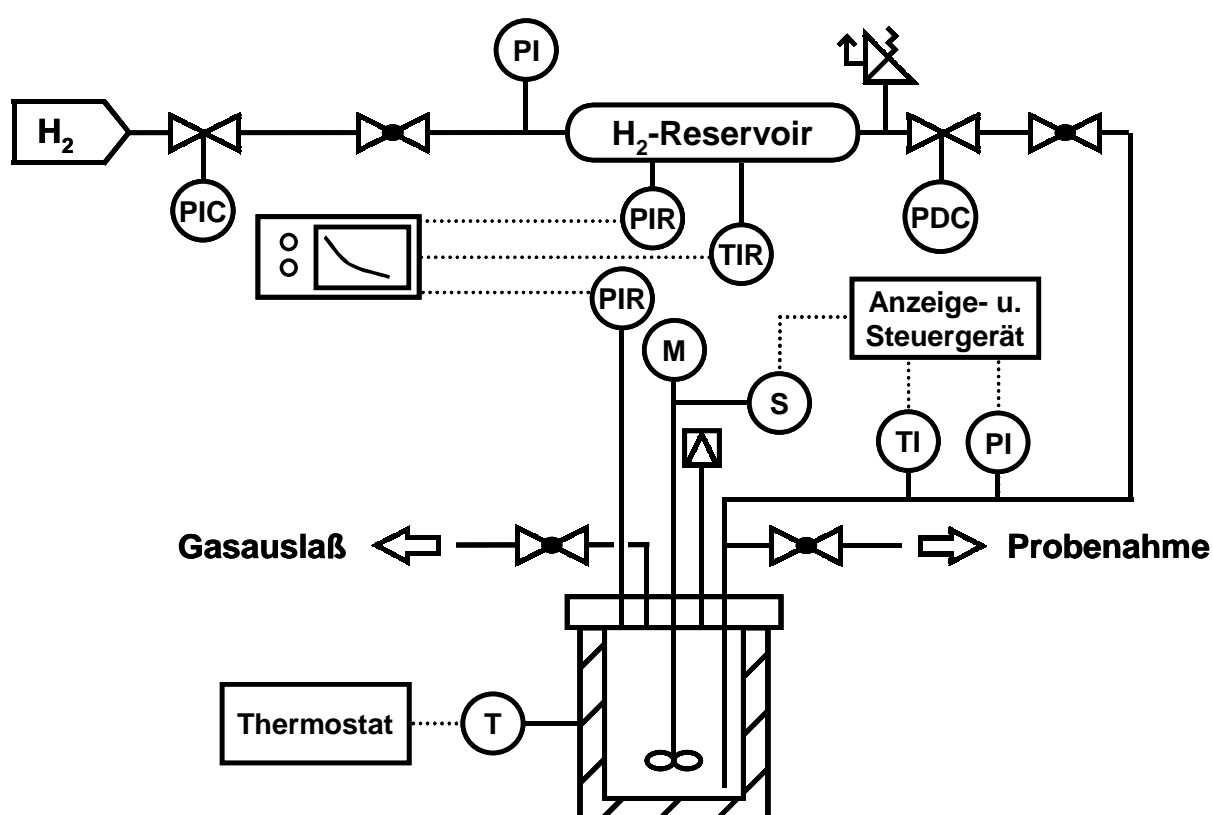 PI
H2
H2-Reservoir
PIC
PIR
PDC
TIR
PIR
Anzeige- u.
Steuergerät
M
S
TI
PI
Gasauslaß
Probenahme
Thermostat
T